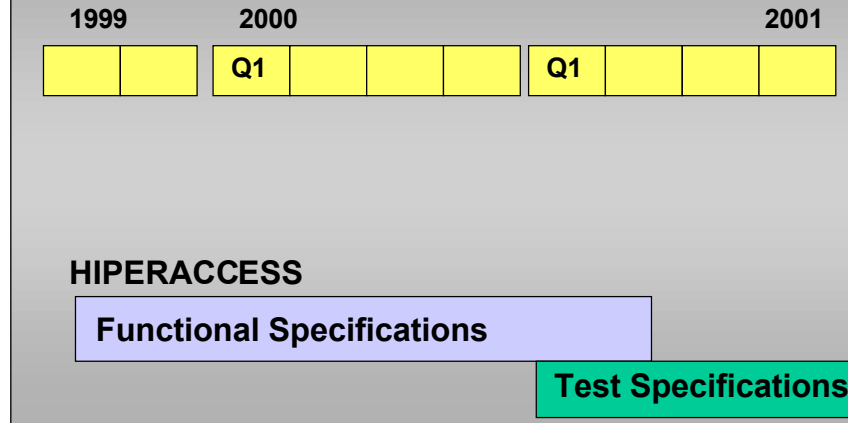 1999 2000 2001
Q1 Q1
HIPERACCESS
Functional Specifications
Test Specifications